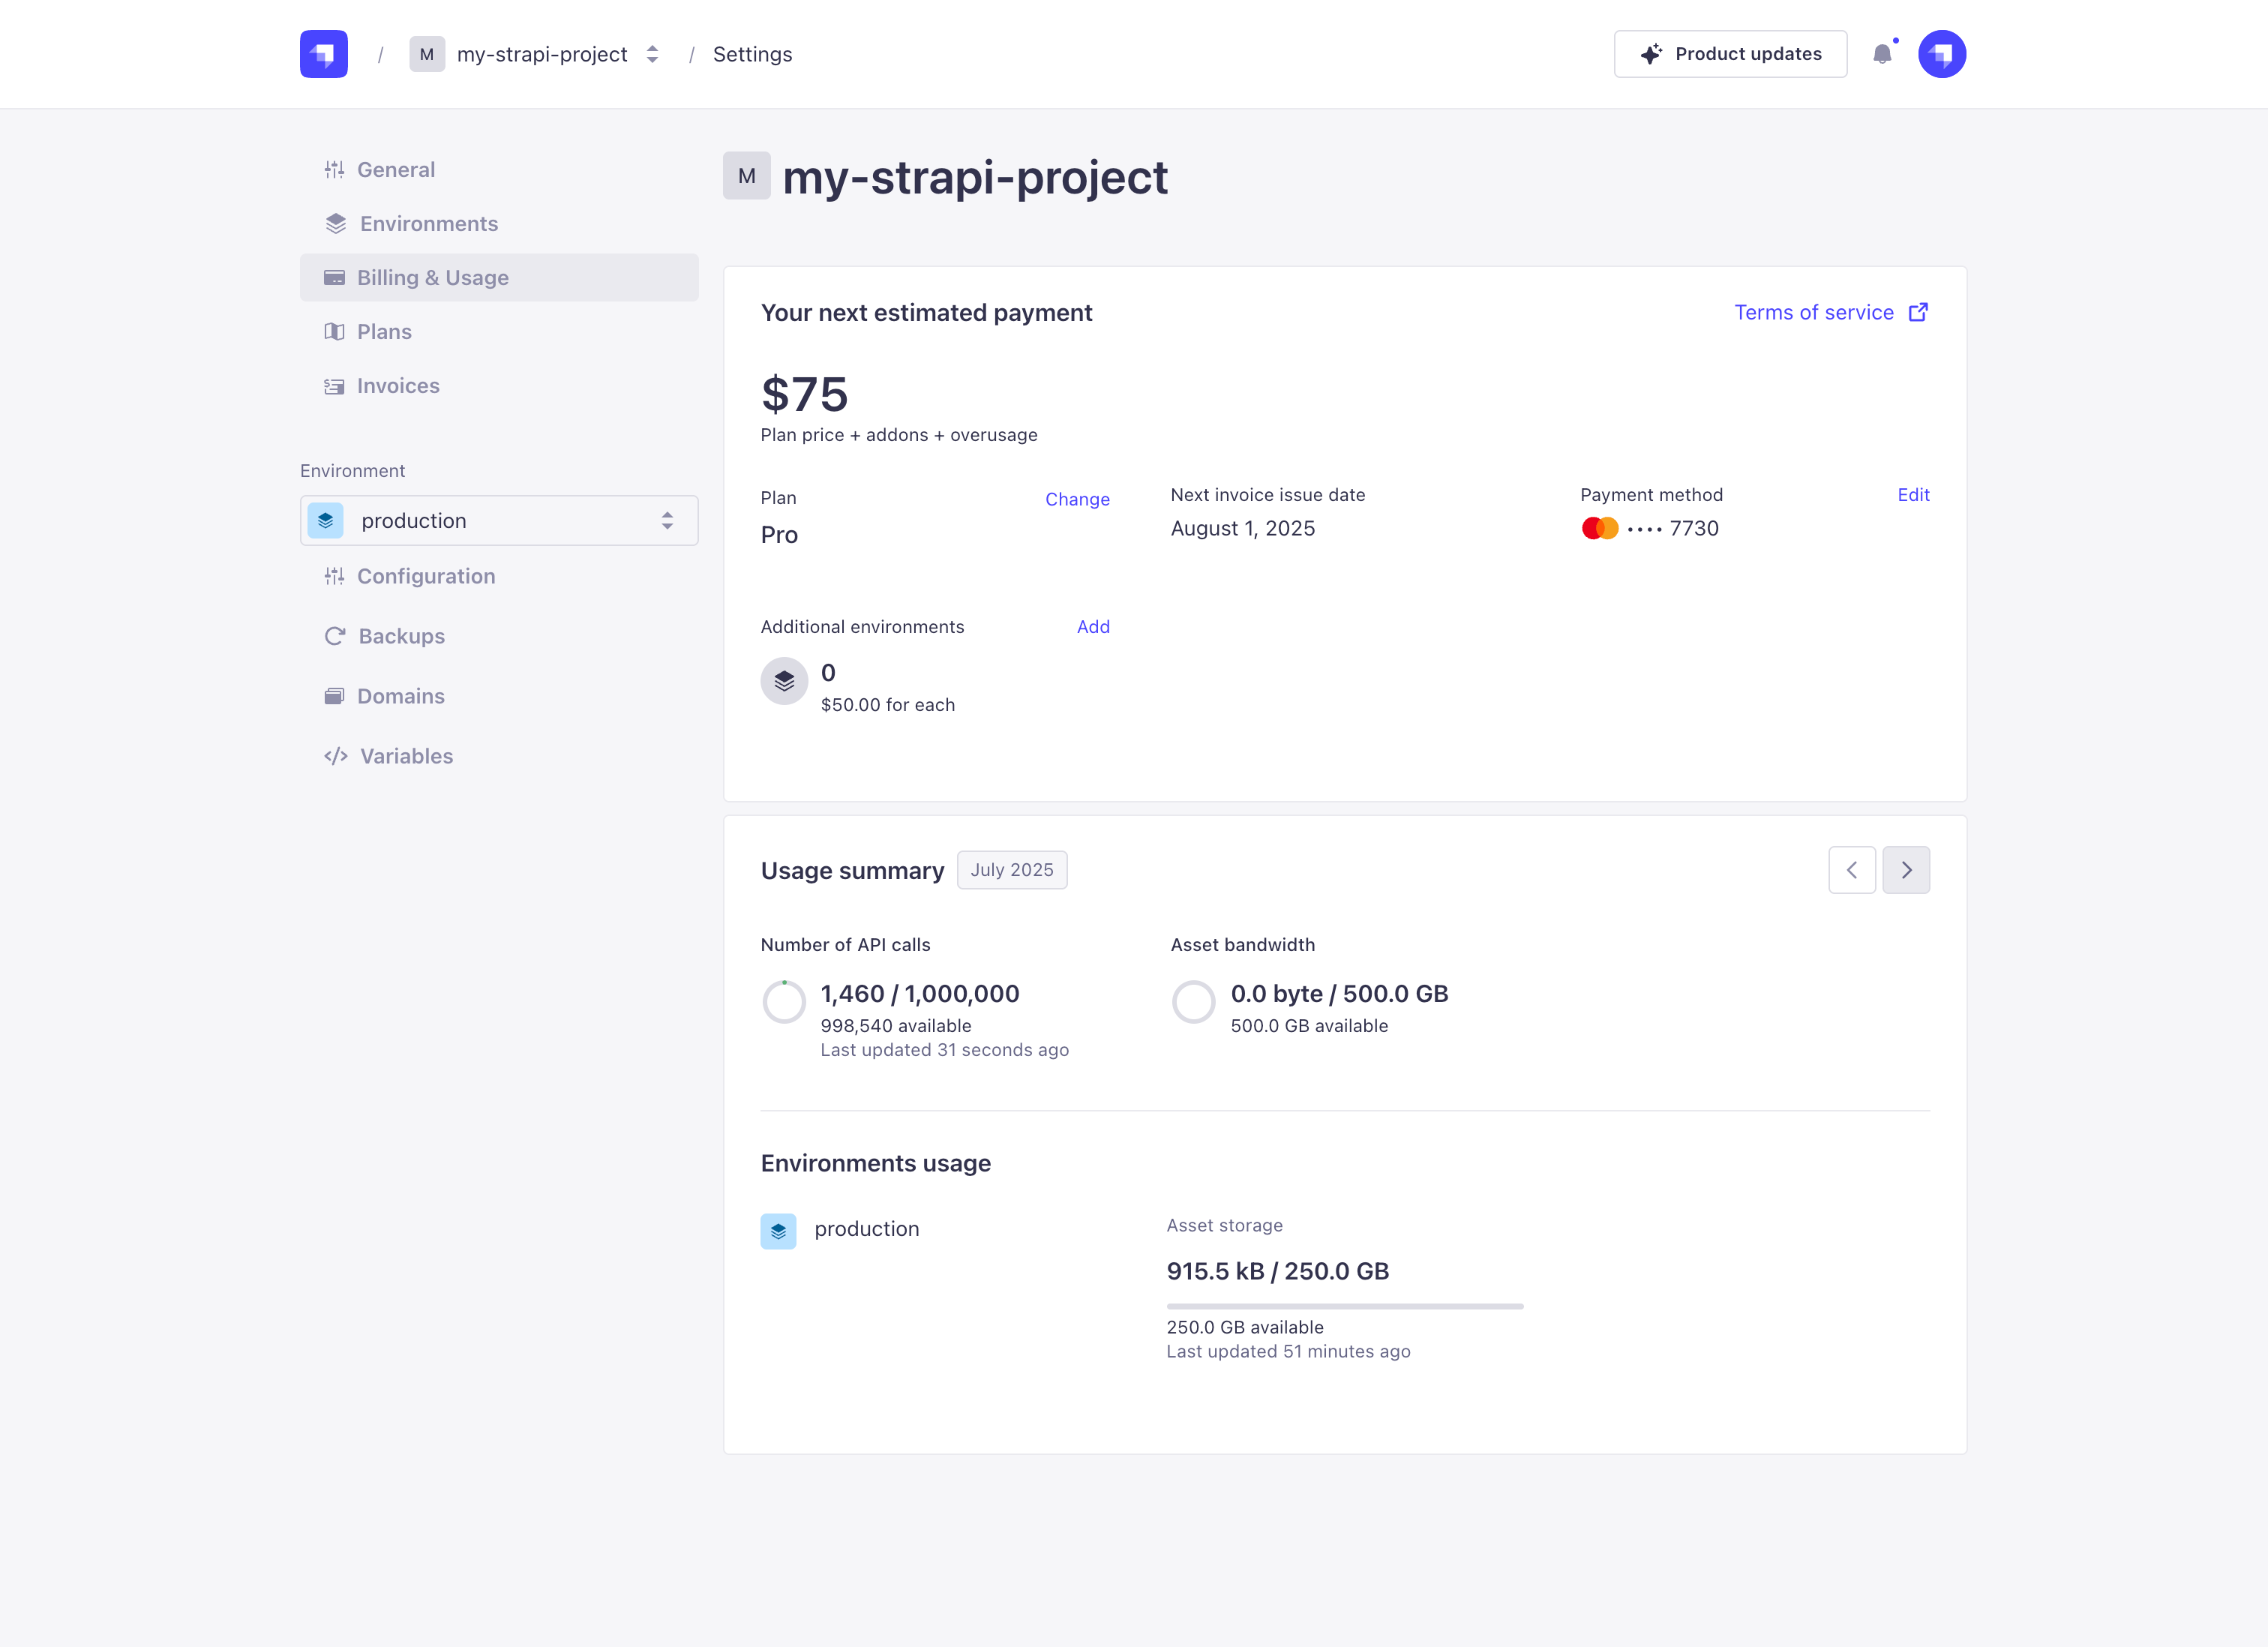 / M my-strapi-project / Settings
Product updates
General
Environments
Billing & Usage
Plans
Invoices
Environment
production
Configuration
Backups
Domains
Variables
M my-strapi-project
Your next estimated payment
Terms of service
$75
Plan price + addons + overusage
Plan
Change
Pro
Next invoice issue date
August 1, 2025
Payment method
Edit
•••• 7730
Additional environments
Add
0
$50.00 for each
Usage summary
July 2025
Number of API calls
1,460 / 1,000,000
998,540 available
Last updated 31 seconds ago
Asset bandwidth
0.0 byte / 500.0 GB
500.0 GB available
Environments usage
production
Asset storage
915.5 kB / 250.0 GB
250.0 GB available
Last updated 51 minutes ago